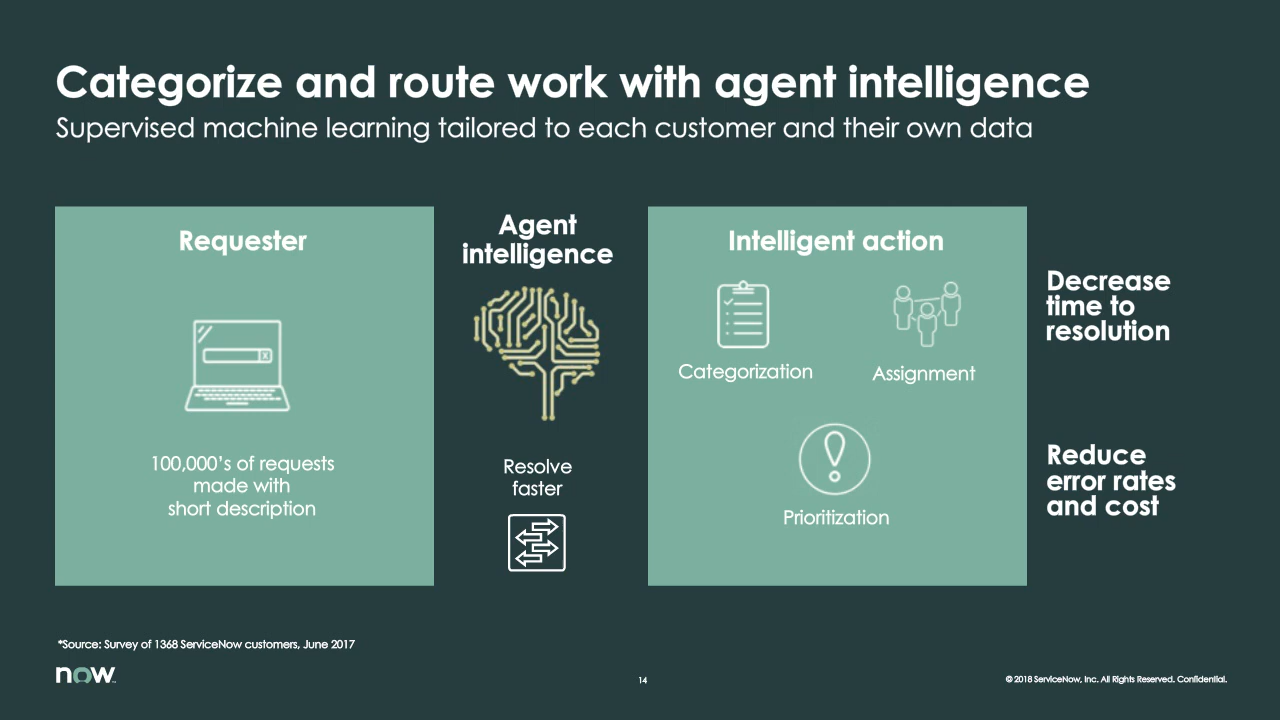 Categorize and route work with agent intelligence
Supervised machine learning tailored to each customer and their own data
Requester
100,000’s of requests
made with
short description
Agent
intelligence
Resolve
faster
Intelligent action
Categorization
Assignment
Prioritization
Decrease
time to
resolution
Reduce
error rates
and cost
*Source: Survey of 1368 ServiceNow customers, June 2017
now
14
© 2018 ServiceNow, Inc. All Rights Reserved. Confidential.